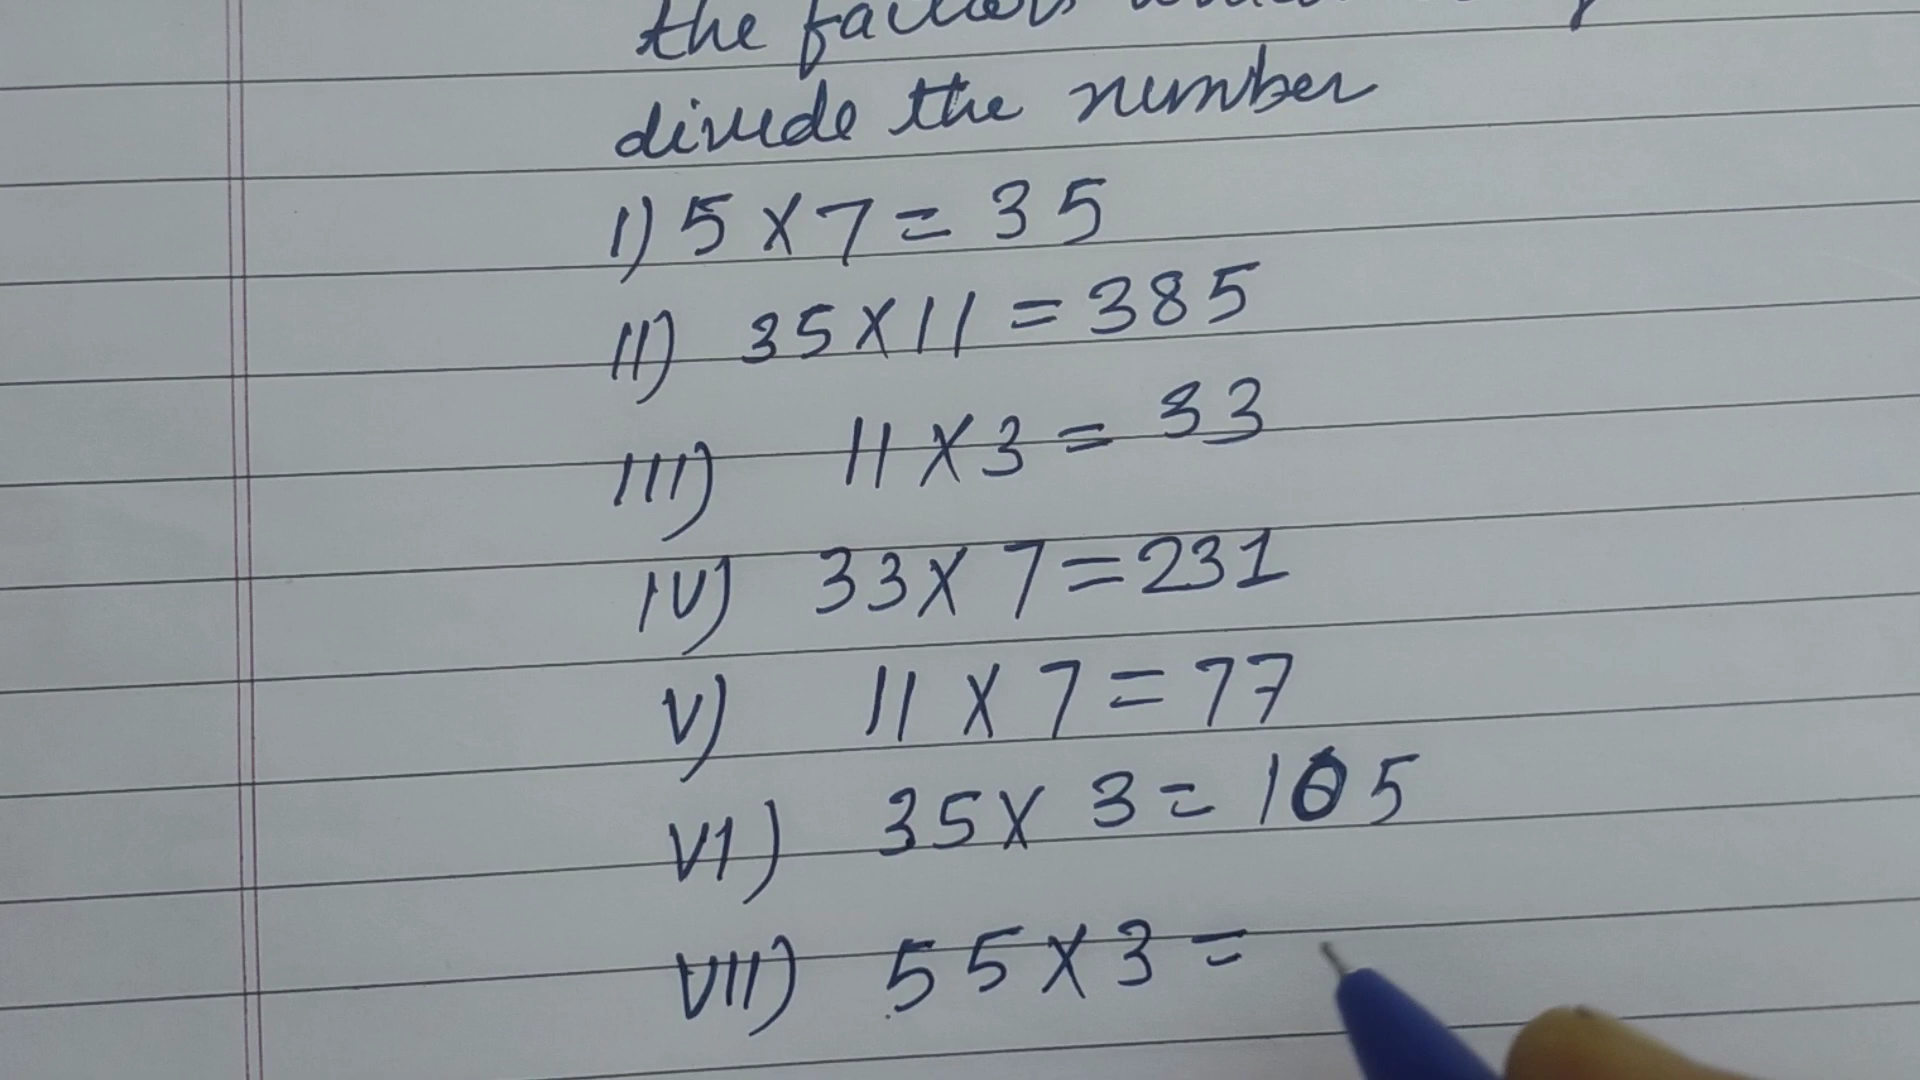 the factors
divide the number
I) 5 X 7 = 35
II) 35 X 11 = 385
III) 11 X 3 = 33
IV) 33 X 7 = 231
V) 11 X 7 = 77
VI) 35 X 3 = 105
VII) 55 X 3 =